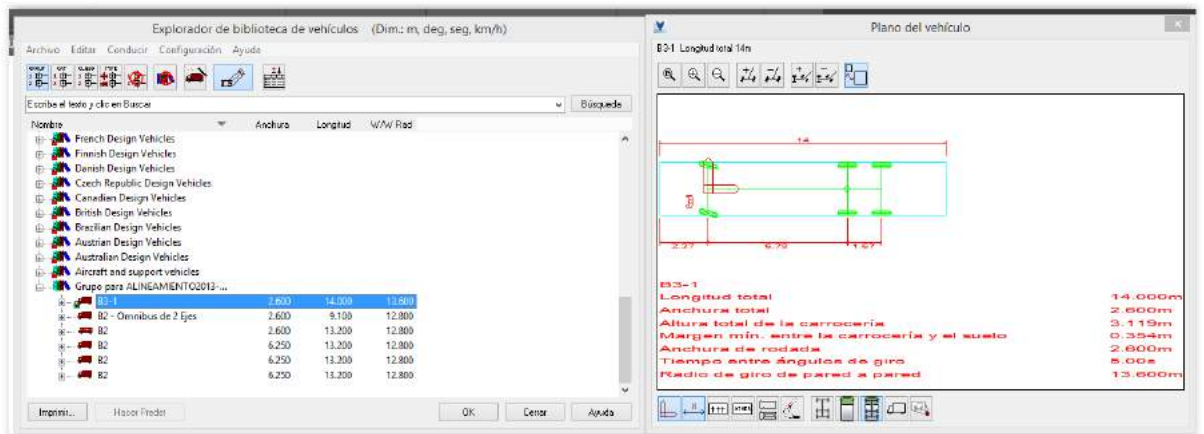 Explorador de biblioteca de vehículos (Dim.: m, deg, seg, km/h)
Archivo Editar Conducir Configuración Ayuda
Escriba el texto y clic en Buscar
Búsqueda
Nombre Anchura Longitud W/W Rad
French Design Vehicles
Finnish Design Vehicles
Danish Design Vehicles
Czech Republic Design Vehicles
Canadian Design Vehicles
British Design Vehicles
Brazilian Design Vehicles
Austrian Design Vehicles
Australian Design Vehicles
Aircraft and support vehicles
Grupo para ALINEAMIENTO2013-...
B3-1 2.600 14.000 13.600
B2 - Omnibus de 2 Ejes 2.600 9.100 12.800
B2 2.600 13.200 12.800
B2 6.250 13.200 12.800
B2 6.250 13.200 12.800
B2 6.250 13.200 12.800
Imprimir... Hacer Predet OK Cerrar Ayuda
Plano del vehículo
B3-1 Longitud total 14m
14
B3-1
1.67
B3-1
Longitud total 14.000m
Anchura total 2.600m
Altura total de la carrocería 3.119m
Margen mín. entre la carrocería y el suelo 0.354m
Anchura de rodada 2.600m
Tiempo entre ángulos de giro 5.00s
Radio de giro de pared a pared 13.600m